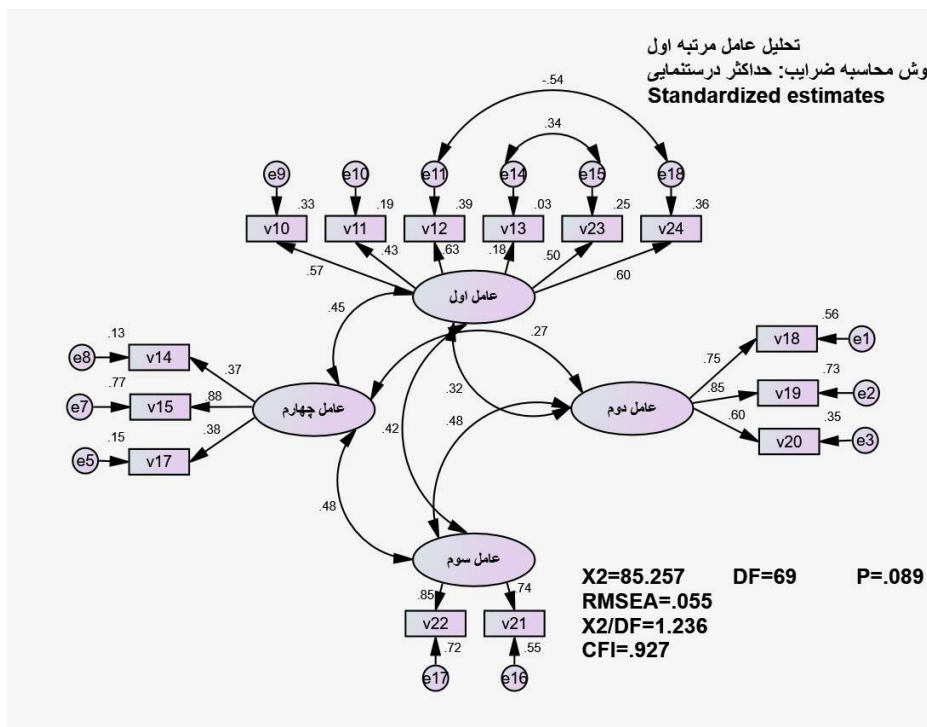 تحلیل عامل مرتبه اول
وش محاسبه ضرایب: حداکثر درستنمایی
Standardized estimates
-.54
.34
e9 e10 e11 e14 e15 e18
.33 .19 .39 .03 .25 .36
v10 v11 v12 v13 v23 v24
.57 .43 .63 .18 .50 .60
عامل اول
.45 .27
.13 .56
e8 v14 .37 .75 v18 e1
.77 .32 .73
e7 v15 .88 عامل چهارم عامل دوم .85 v19 e2
.15 .42 .48 .35
e5 v17 .38 .60 v20 e3
.48
عامل سوم
X2=85.257 DF=69 P=.089
.85 .74
RMSEA=.055
v22 v21
X2/DF=1.236
.72 .55
CFI=.927
e17 e16